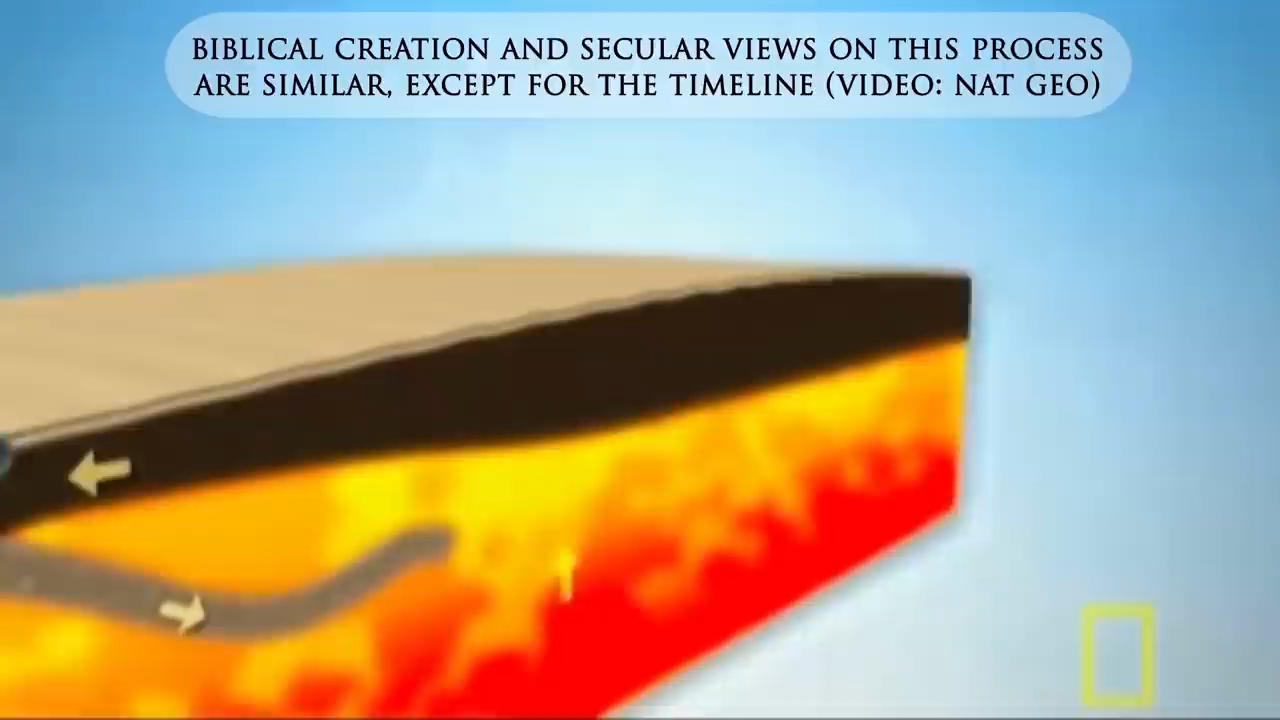 BIBLICAL CREATION AND SECULAR VIEWS ON THIS PROCESS
ARE SIMILAR, EXCEPT FOR THE TIMELINE (VIDEO: NAT GEO)